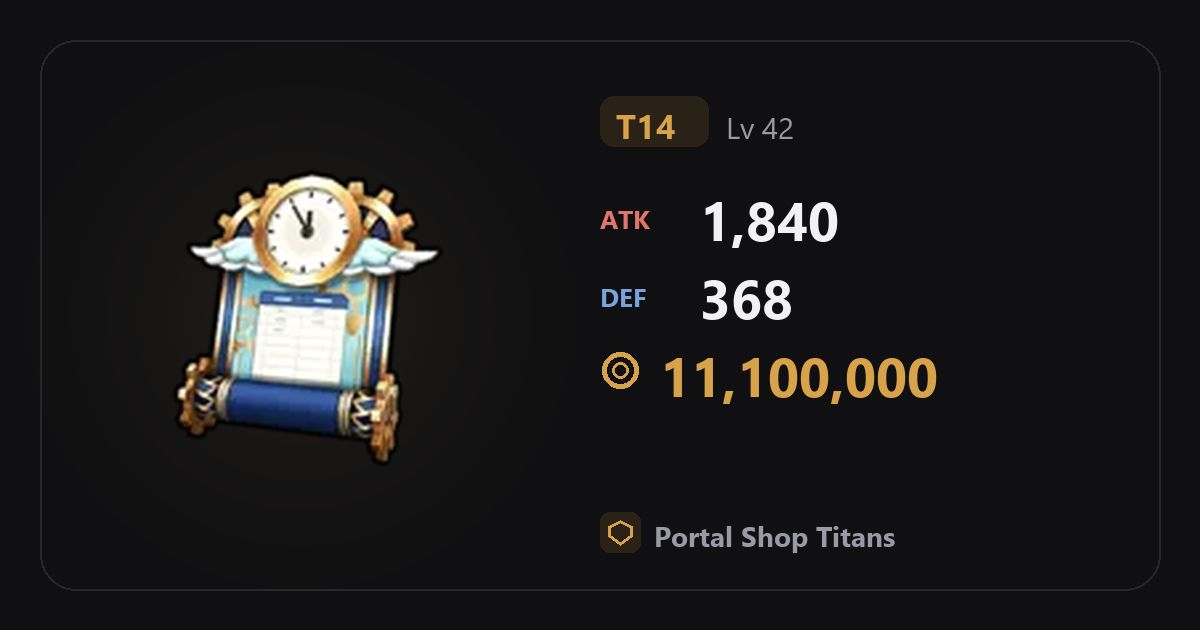 T14 Lv 42
ATK 1,840
DEF 368
11,100,000
Portal Shop Titans